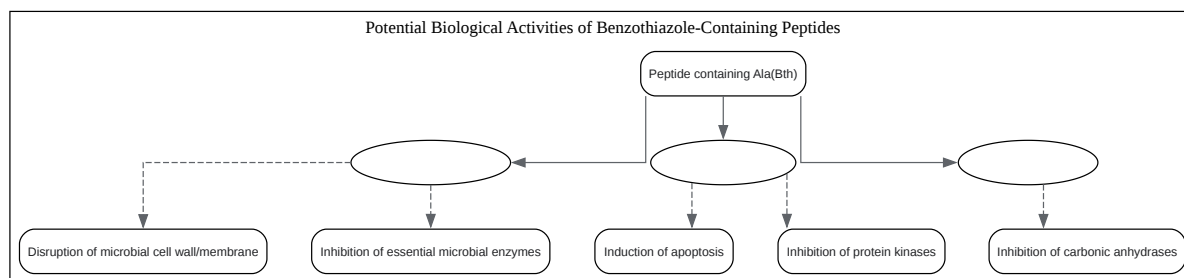 Potential Biological Activities of Benzothiazole-Containing Peptides
Peptide containing Ala(Bth)
Disruption of microbial cell wall/membrane
Inhibition of essential microbial enzymes
Induction of apoptosis
Inhibition of protein kinases
Inhibition of carbonic anhydrases